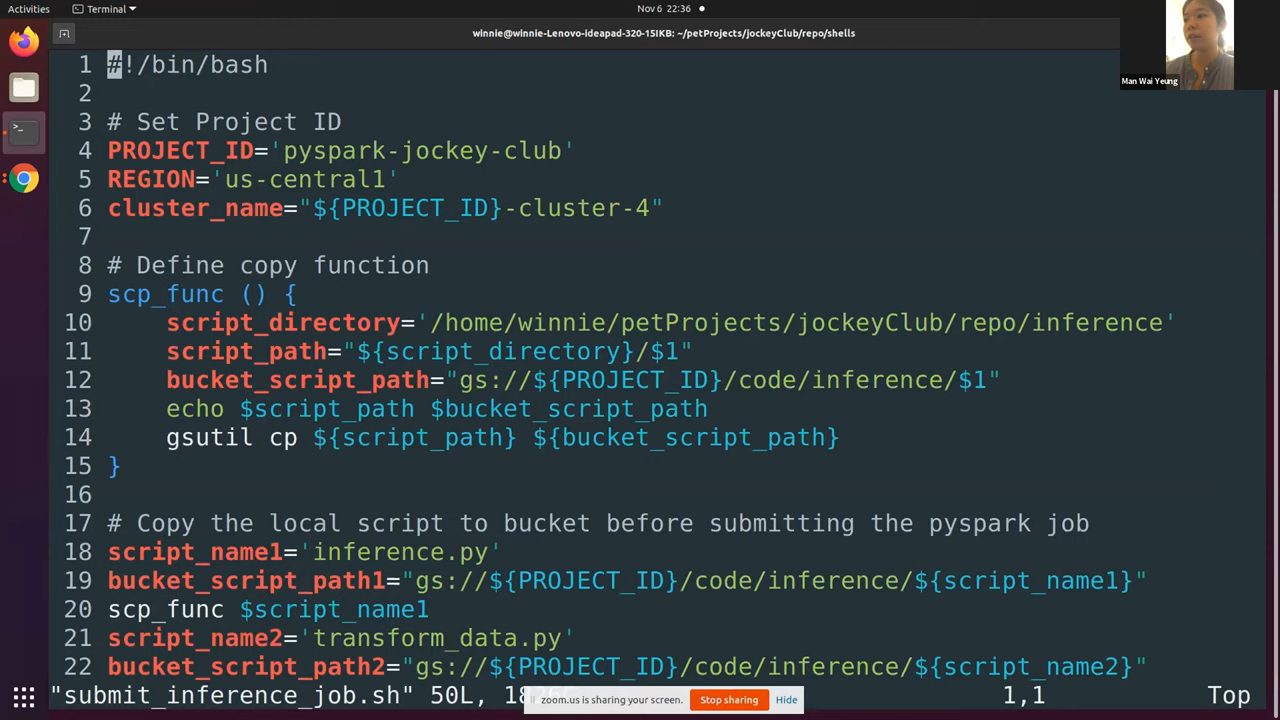 Activities
Terminal
Nov 6 22:36
winnie@winnie-Lenovo-ideapad-320-15IKB: ~/petProjects/jockeyClub/repo/shells
Man Wai Yeung
1 #!/bin/bash
2
3 # Set Project ID
4 PROJECT_ID='pyspark-jockey-club'
5 REGION='us-central1'
6 cluster_name="${PROJECT_ID}-cluster-4"
7
8 # Define copy function
9 scp_func () {
10 script_directory='/home/winnie/petProjects/jockeyClub/repo/inference'
11 script_path="${script_directory}/$1"
12 bucket_script_path="gs://${PROJECT_ID}/code/inference/$1"
13 echo $script_path $bucket_script_path
14 gsutil cp ${script_path} ${bucket_script_path}
15 }
16
17 # Copy the local script to bucket before submitting the pyspark job
18 script_name1='inference.py'
19 bucket_script_path1="gs://${PROJECT_ID}/code/inference/${script_name1}"
20 scp_func $script_name1
21 script_name2='transform_data.py'
22 bucket_script_path2="gs://${PROJECT_ID}/code/inference/${script_name2}"
"submit_inference_job.sh" 50L,
1,1
Top
zoom.us is sharing your screen.
Stop sharing
Hide